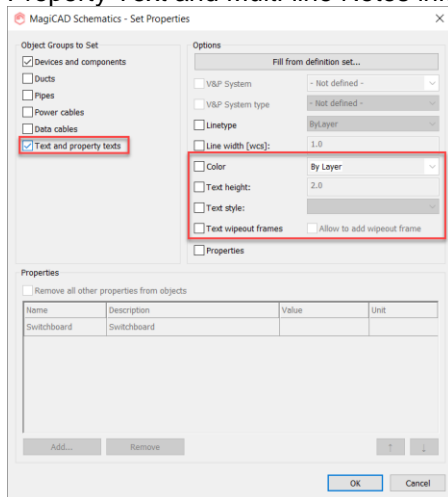 Property Text and Multi-line Notes in
MagiCAD Schematics - Set Properties
Object Groups to Set
Devices and components
Ducts
Pipes
Power cables
Data cables
Text and property texts
Options
Fill from definition set...
V&P System - Not defined -
V&P System type - Not defined -
Linetype ByLayer
Line width [wcs]: 1.0
Color By Layer
Text height: 2.0
Text style:
Text wipeout frames Allow to add wipeout frame
Properties
Properties
Remove all other properties from objects
Name Description Value Unit
Switchboard Switchboard
Add... Remove
OK Cancel